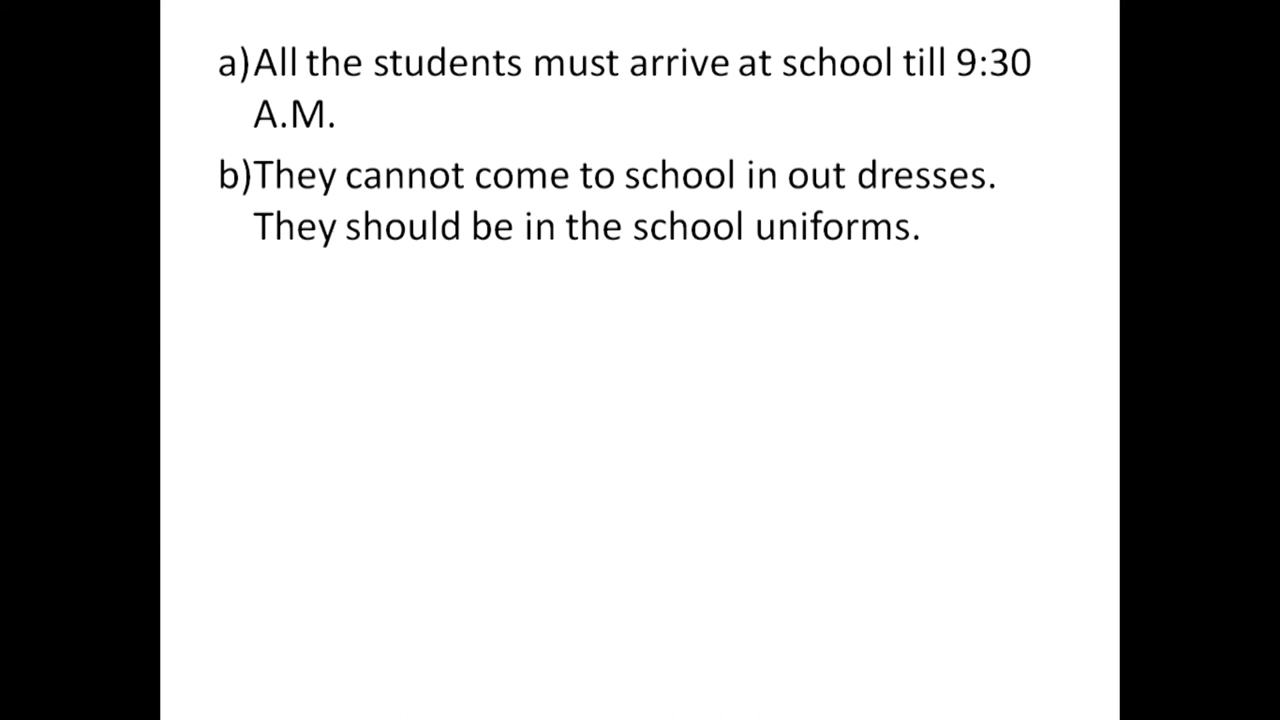 a)All the students must arrive at school till 9:30
A.M.
b)They cannot come to school in out dresses.
They should be in the school uniforms.